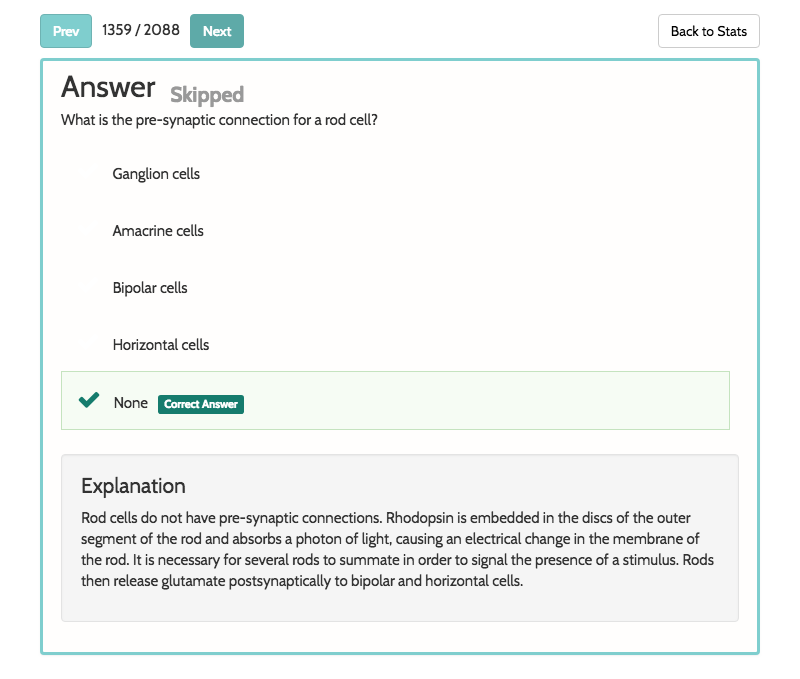 Prev 1359 / 2088 Next Back to Stats
Answer Skipped
What is the pre-synaptic connection for a rod cell?
Ganglion cells
Amacrine cells
Bipolar cells
Horizontal cells
None Correct Answer
Explanation
Rod cells do not have pre-synaptic connections. Rhodopsin is embedded in the discs of the outer
segment of the rod and absorbs a photon of light, causing an electrical change in the membrane of
the rod. It is necessary for several rods to summate in order to signal the presence of a stimulus. Rods
then release glutamate postsynaptically to bipolar and horizontal cells.